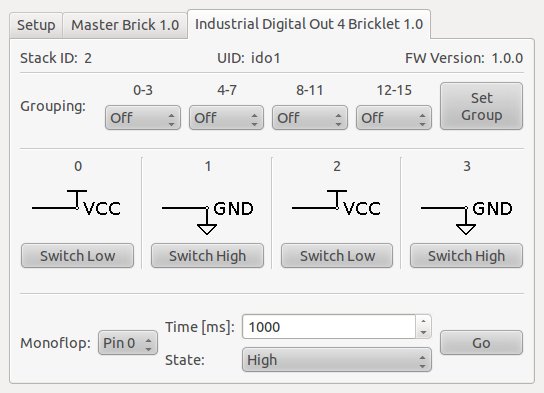 Setup Master Brick 1.0 Industrial Digital Out 4 Bricklet 1.0
Stack ID: 2 UID: ido1 FW Version: 1.0.0
0-3 4-7 8-11 12-15
Grouping: Off Off Off Off Set Group
0 1 2 3
VCC GND VCC GND
Switch Low Switch High Switch Low Switch High
Time [ms]: 1000
Monoflop: Pin 0 Go
State: High